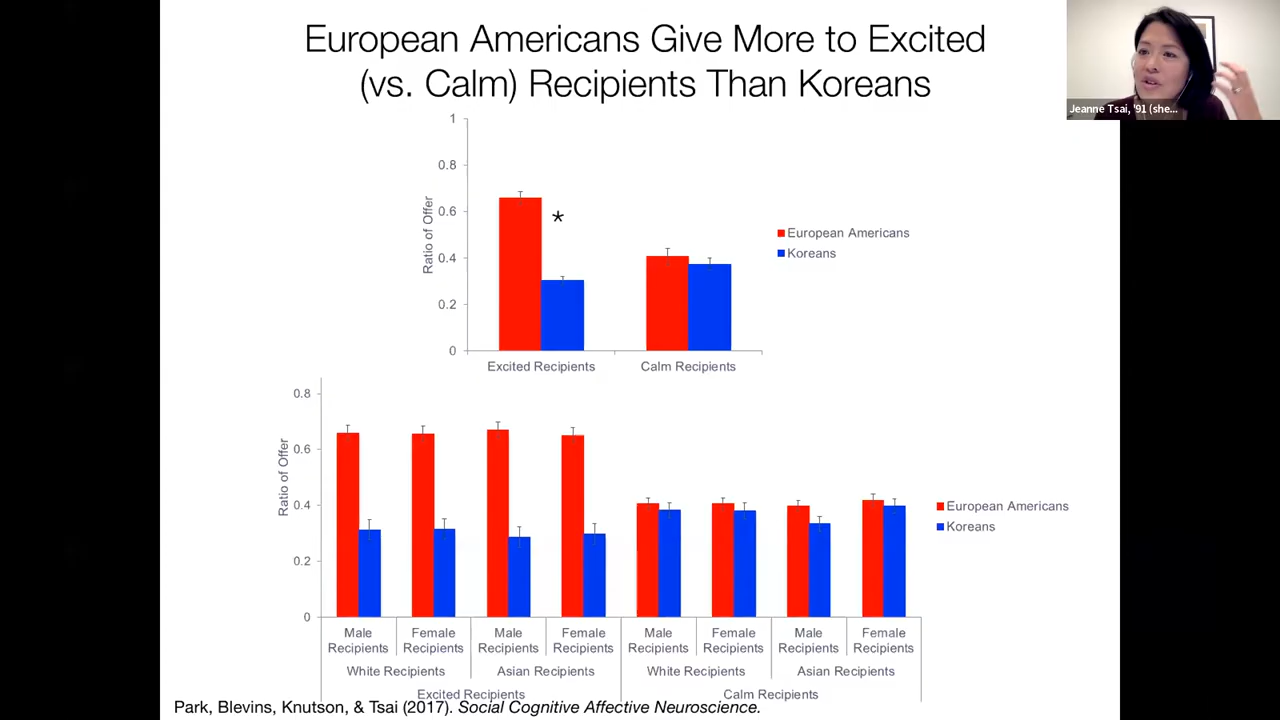 European Americans Give More to Excited
(vs. Calm) Recipients Than Koreans
Jeanne Tsai, '91 (she...
1
0.8
0.6
0.4
0.2
0
Ratio of Offer
*
European Americans
Koreans
Excited Recipients
Calm Recipients
0.8
0.6
0.4
0.2
0
Ratio of Offer
European Americans
Koreans
Male Recipients
Female Recipients
Male Recipients
Female Recipients
Male Recipients
Female Recipients
Male Recipients
Female Recipients
White Recipients
Asian Recipients
White Recipients
Asian Recipients
Excited Recipients
Calm Recipients
Park, Blevins, Knutson, & Tsai (2017). Social Cognitive Affective Neuroscience.